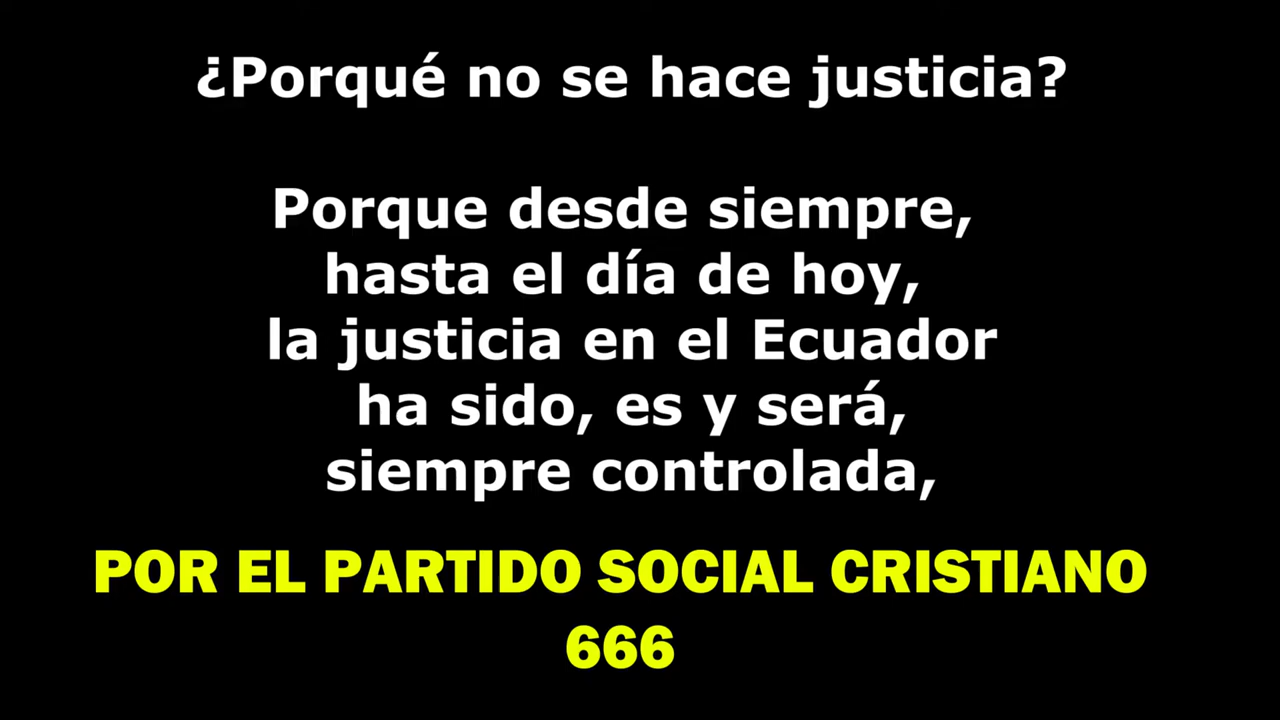 ¿Porqué no se hace justicia?
Porque desde siempre,
hasta el día de hoy,
la justicia en el Ecuador
ha sido, es y será,
siempre controlada,
POR EL PARTIDO SOCIAL CRISTIANO
666